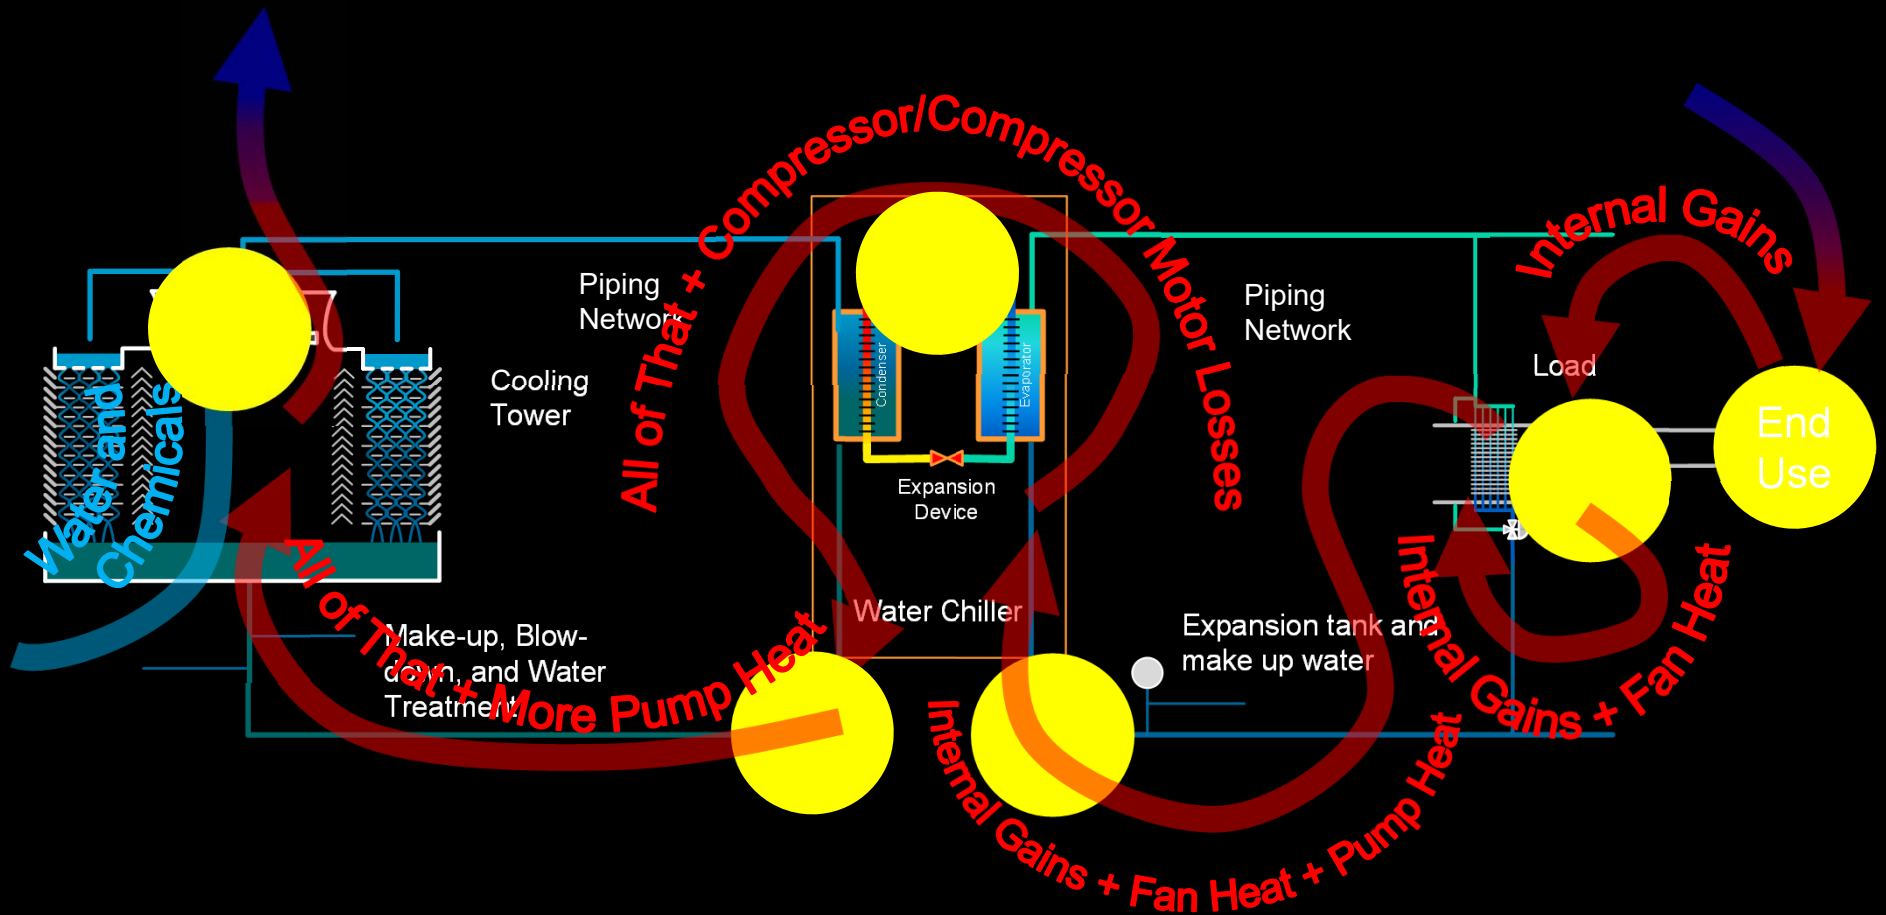 All of That + Compressor/Compressor Motor Losses
Internal Gains
Piping
Network
Piping
Network
Cooling
Tower
Condenser
Evaporator
Load
End
Use
Expansion
Device
Water and
Chemicals
Water Chiller
Make-up, Blow-
down, and Water
Treatment
All of That + More Pump Heat
Expansion tank and
make up water
Internal Gains + Fan Heat
Internal Gains + Fan Heat + Pump Heat